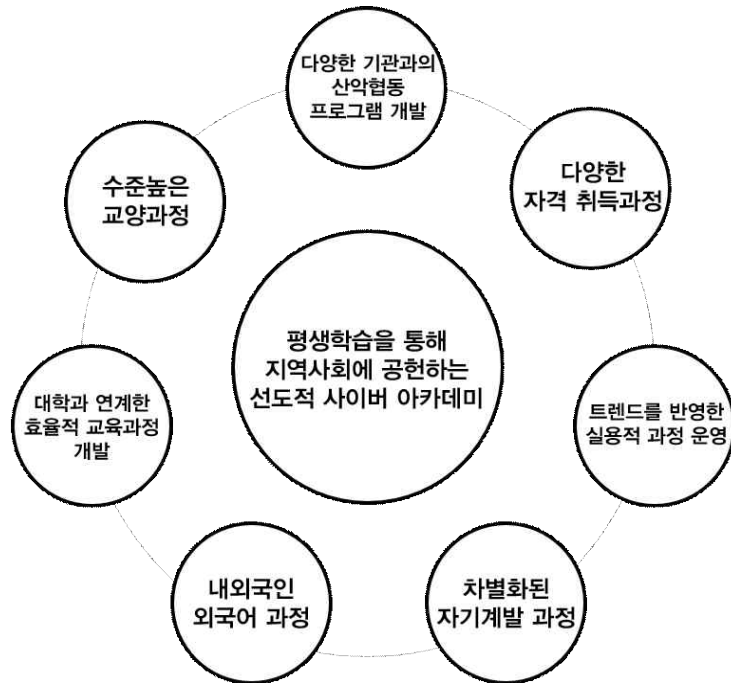 다양한 기관과의
산악협동
프로그램 개발
다양한
자격 취득과정
트렌드를 반영한
실용적 과정 운영
차별화된
자기계발 과정
내외국인
외국어 과정
대학과 연계한
효율적 교육과정
개발
수준높은
교양과정
평생학습을 통해
지역사회에 공헌하는
선도적 사이버 아카데미